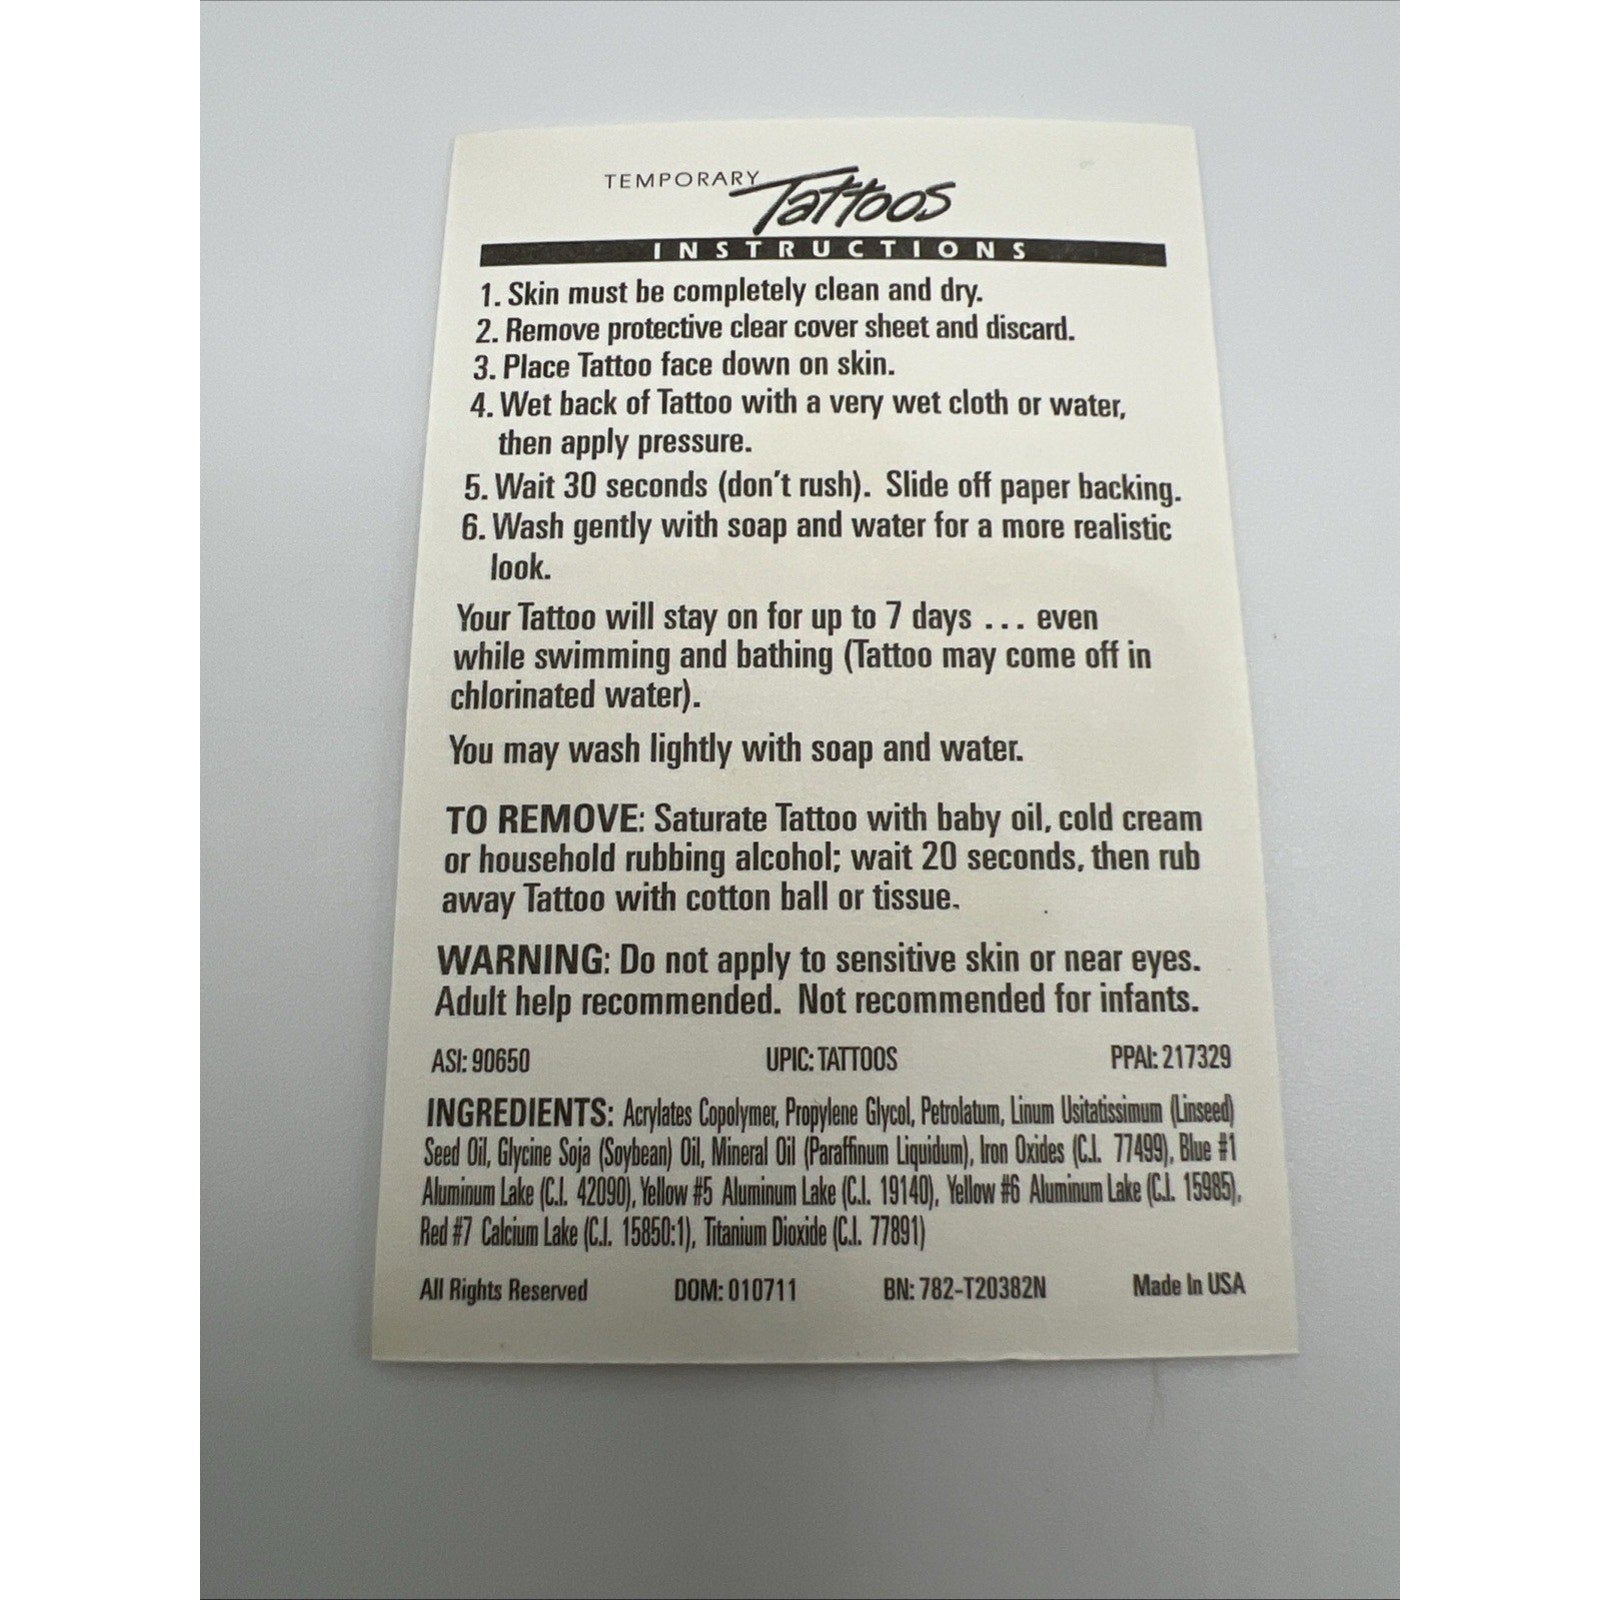 TEMPORARY Tattoos
INSTRUCTIONS
1. Skin must be completely clean and dry.
2. Remove protective clear cover sheet and discard.
3. Place Tattoo face down on skin.
4. Wet back of Tattoo with a very wet cloth or water,
then apply pressure.
5. Wait 30 seconds (don't rush). Slide off paper backing.
6. Wash gently with soap and water for a more realistic
look.
Your Tattoo will stay on for up to 7 days ... even
while swimming and bathing (Tattoo may come off in
chlorinated water).
You may wash lightly with soap and water.
TO REMOVE: Saturate Tattoo with baby oil, cold cream
or household rubbing alcohol; wait 20 seconds, then rub
away Tattoo with cotton ball or tissue.
WARNING: Do not apply to sensitive skin or near eyes.
Adult help recommended. Not recommended for infants.
ASI: 90650 UPIC: TATTOOS PPAI: 217329
INGREDIENTS: Acrylates Copolymer, Propylene Glycol, Petrolatum, Linum Usitatissimum (Linseed)
Seed Oil, Glycine Soja (Soybean) Oil, Mineral Oil (Paraffinum Liquidum), Iron Oxides (C.I. 77499), Blue #1
Aluminum Lake (C.I. 42090), Yellow #5 Aluminum Lake (C.I. 19140), Yellow #6 Aluminum Lake (C.I. 15985),
Red #7 Calcium Lake (C.I. 15850:1), Titanium Dioxide (C.I. 77891)
All Rights Reserved DOM: 010711 BN: 782-T20382N Made In USA